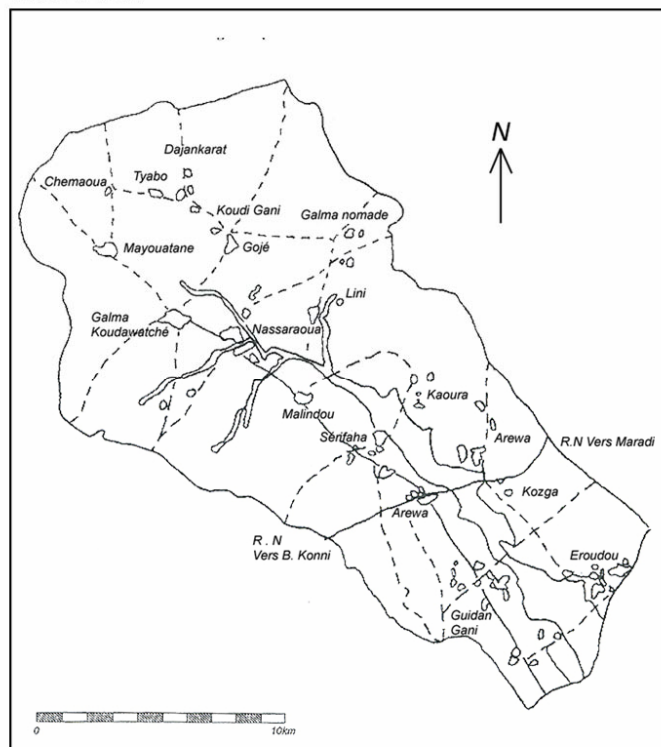 N
Dajankarat
Chemaoua
Tyabo
Koudi Gani
Galma nomade
Mayouatane
Gojé
Lini
Galma
Koudawatché
Nassaraoua
Kaoura
Malindou
Sérifaha
Arewa
R.N Vers Maradi
Kozga
Arewa
R . N
Vers B. Konni
Eroudou
Guidan
Gani
0
10km